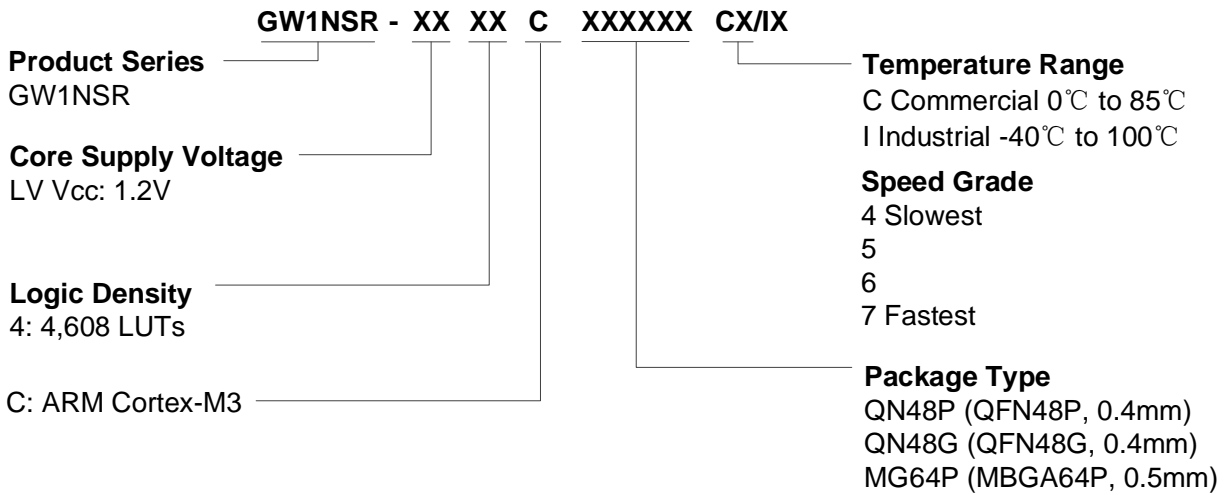 GW1NSR - XX XX C XXXXXX CX/IX
Product Series
GW1NSR
Core Supply Voltage
LV Vcc: 1.2V
Logic Density
4: 4,608 LUTs
C: ARM Cortex-M3
Temperature Range
C Commercial 0℃ to 85℃
I Industrial -40℃ to 100℃
Speed Grade
4 Slowest
5
6
7 Fastest
Package Type
QN48P (QFN48P, 0.4mm)
QN48G (QFN48G, 0.4mm)
MG64P (MBGA64P, 0.5mm)